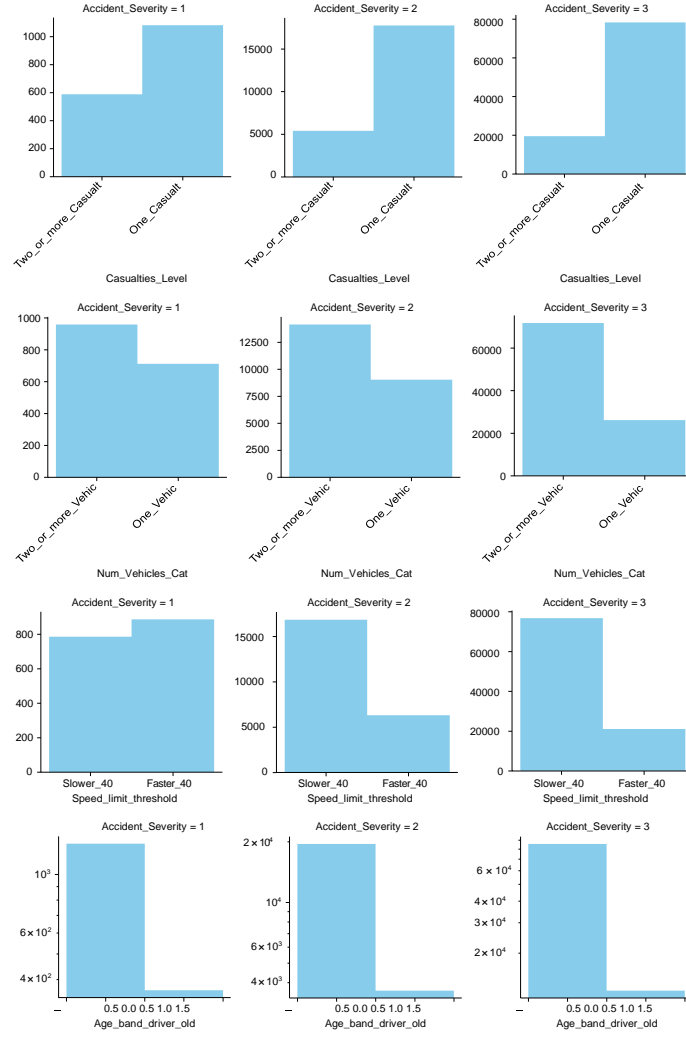 Accident_Severity = 1 Accident_Severity = 2 Accident_Severity = 3
1000
800
600
400
200
0
15000
10000
5000
0
80000
60000
40000
20000
0
Two_or_more_Casualt One_Casualt Two_or_more_Casualt One_Casualt Two_or_more_Casualt One_Casualt
Casualties_Level Casualties_Level Casualties_Level
Accident_Severity = 1 Accident_Severity = 2 Accident_Severity = 3
1000
800
600
400
200
0
12500
10000
7500
5000
2500
0
60000
40000
20000
0
Two_or_more_Vehic One_Vehic Two_or_more_Vehic One_Vehic Two_or_more_Vehic One_Vehic
Num_Vehicles_Cat Num_Vehicles_Cat Num_Vehicles_Cat
Accident_Severity = 1 Accident_Severity = 2 Accident_Severity = 3
800
600
400
200
0
15000
10000
5000
0
80000
60000
40000
20000
0
Slower_40 Faster_40 Slower_40 Faster_40 Slower_40 Faster_40
Speed_limit_threshold Speed_limit_threshold Speed_limit_threshold
Accident_Severity = 1 Accident_Severity = 2 Accident_Severity = 3
10³
6 × 10²
4 × 10²
2 × 10⁴
10⁴
6 × 10³
4 × 10³
6 × 10⁴
4 × 10⁴
3 × 10⁴
2 × 10⁴
– 0.5 0.0 0.5 1.0 1.5 – 0.5 0.0 0.5 1.0 1.5 – 0.5 0.0 0.5 1.0 1.5
Age_band_driver_old Age_band_driver_old Age_band_driver_old